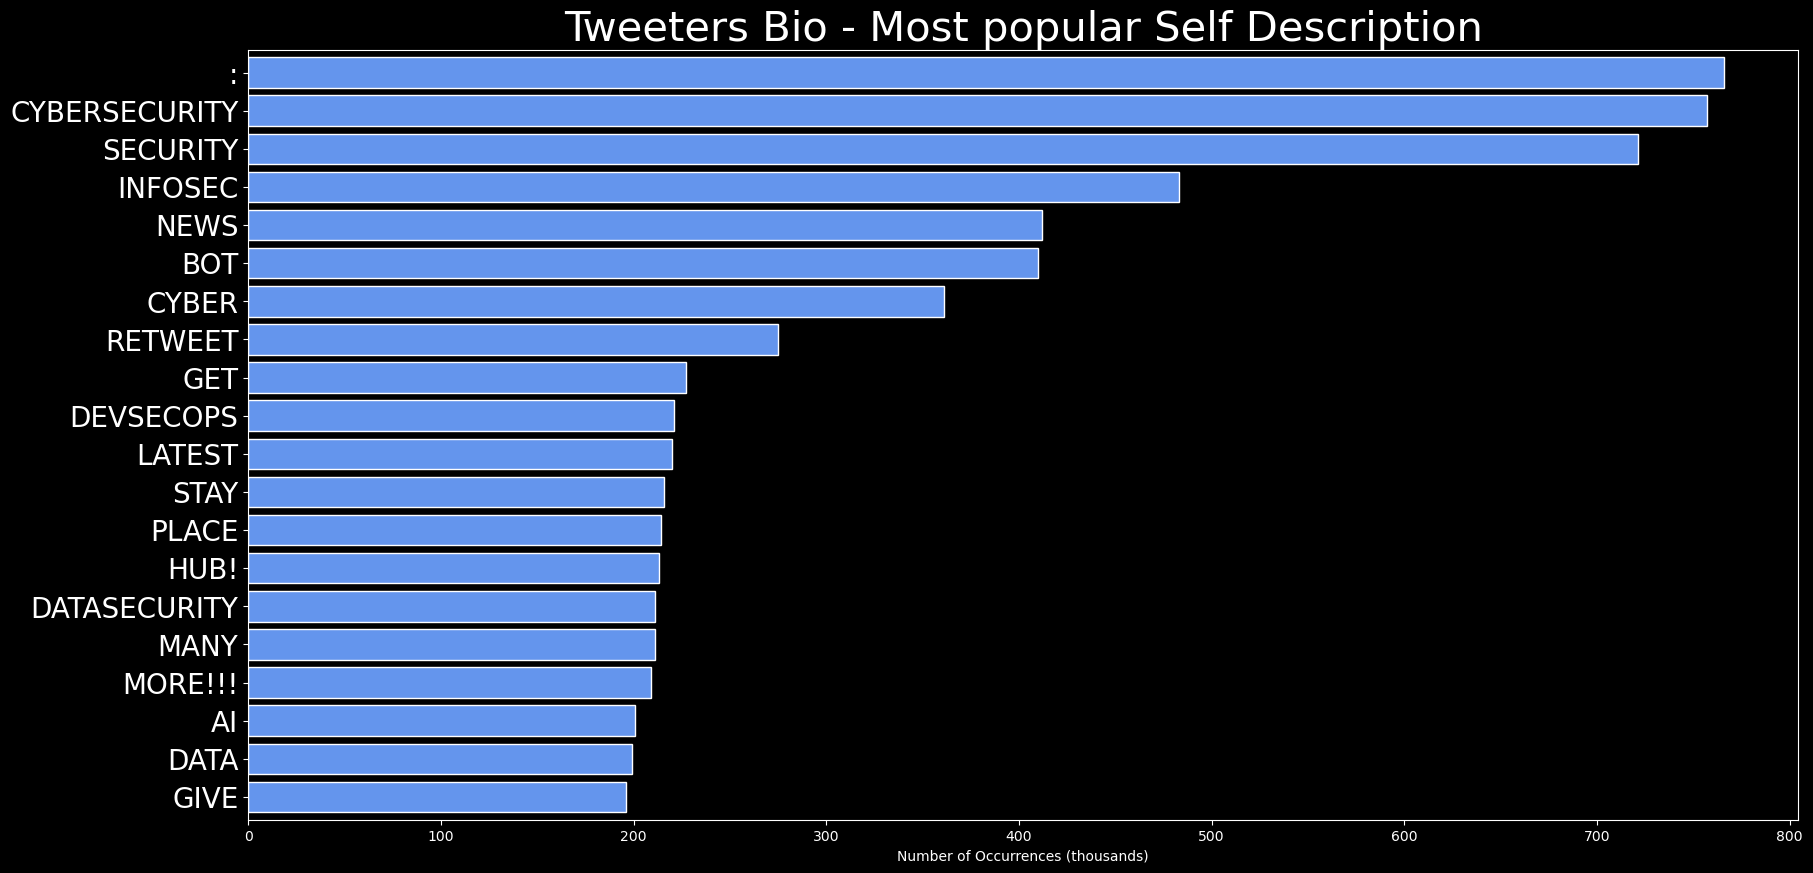 Tweeters Bio - Most popular Self Description
:
CYBERSECURITY
SECURITY
INFOSEC
NEWS
BOT
CYBER
RETWEET
GET
DEVSECOPS
LATEST
STAY
PLACE
HUB!
DATASECURITY
MANY
MORE!!!
AI
DATA
GIVE
0 100 200 300 400 500 600 700 800
Number of Occurrences (thousands)